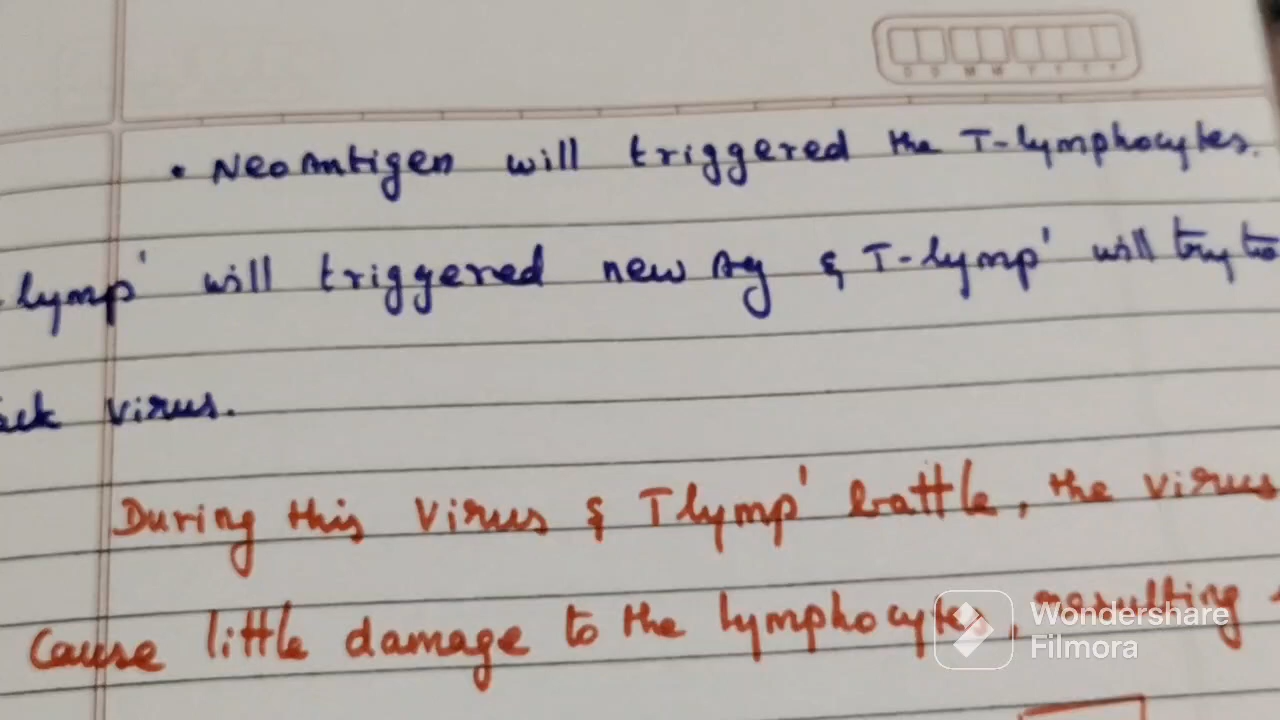 D D M M Y Y Y Y
• Neoantigen will triggered the T-lymphocytes.
lymp' will triggered new Ag & T-lymp' will try to
ck virus.
During this virus & Tlymp' battle, the virus
cause little damage to the lymphocytes,
Wondershare
Filmora